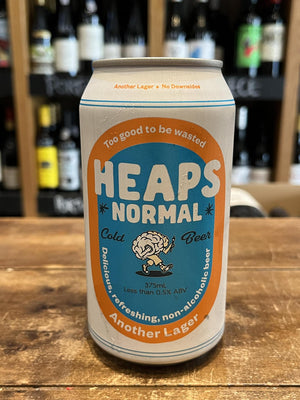 Another Lager • No Downsides
Too good to be wasted
HEAPS
NORMAL
Cold Beer
375mL
Less than 0.5% ABV
Delicious, refreshing, non-alcoholic beer
Another Lager